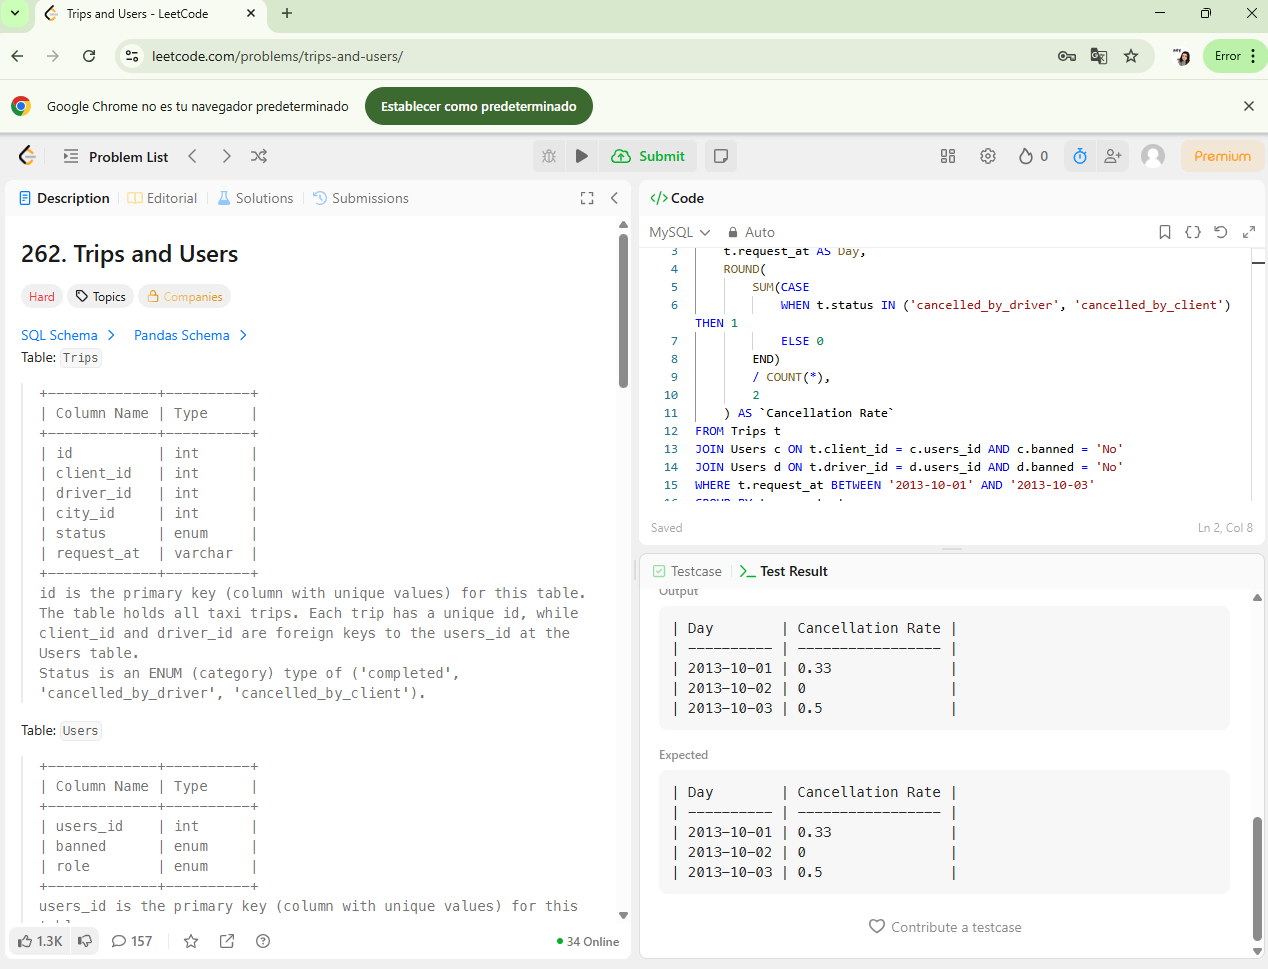 Trips and Users - LeetCode
leetcode.com/problems/trips-and-users/
Error
Google Chrome no es tu navegador predeterminado
Establecer como predeterminado
Problem List
Submit
0
Premium
Description
Editorial
Solutions
Submissions
262. Trips and Users
Hard
Topics
Companies
SQL Schema
Pandas Schema
Table: Trips
+-------------+----------+
| Column Name | Type     |
+-------------+----------+
| id          | int      |
| client_id   | int      |
| driver_id   | int      |
| city_id     | int      |
| status      | enum     |
| request_at  | varchar  |
+-------------+----------+
id is the primary key (column with unique values) for this table.
The table holds all taxi trips. Each trip has a unique id, while
client_id and driver_id are foreign keys to the users_id at the
Users table.
Status is an ENUM (category) type of ('completed',
'cancelled_by_driver', 'cancelled_by_client').
Table: Users
+-------------+----------+
| Column Name | Type     |
+-------------+----------+
| users_id    | int      |
| banned      | enum     |
| role        | enum     |
+-------------+----------+
users_id is the primary key (column with unique values) for this
1.3K
157
34 Online
Code
MySQL
Auto
3 t.request_at AS Day,
4 ROUND(
5 SUM(CASE
6 WHEN t.status IN ('cancelled_by_driver', 'cancelled_by_client')
THEN 1
7 ELSE 0
8 END)
9 / COUNT(*),
10 2
11 ) AS `Cancellation Rate`
12 FROM Trips t
13 JOIN Users c ON t.client_id = c.users_id AND c.banned = 'No'
14 JOIN Users d ON t.driver_id = d.users_id AND d.banned = 'No'
15 WHERE t.request_at BETWEEN '2013-10-01' AND '2013-10-03'
Saved
Ln 2, Col 8
Testcase
Test Result
Output
| Day        | Cancellation Rate |
| ---------- | ----------------- |
| 2013-10-01 | 0.33              |
| 2013-10-02 | 0                 |
| 2013-10-03 | 0.5               |
Expected
| Day        | Cancellation Rate |
| ---------- | ----------------- |
| 2013-10-01 | 0.33              |
| 2013-10-02 | 0                 |
| 2013-10-03 | 0.5               |
Contribute a testcase